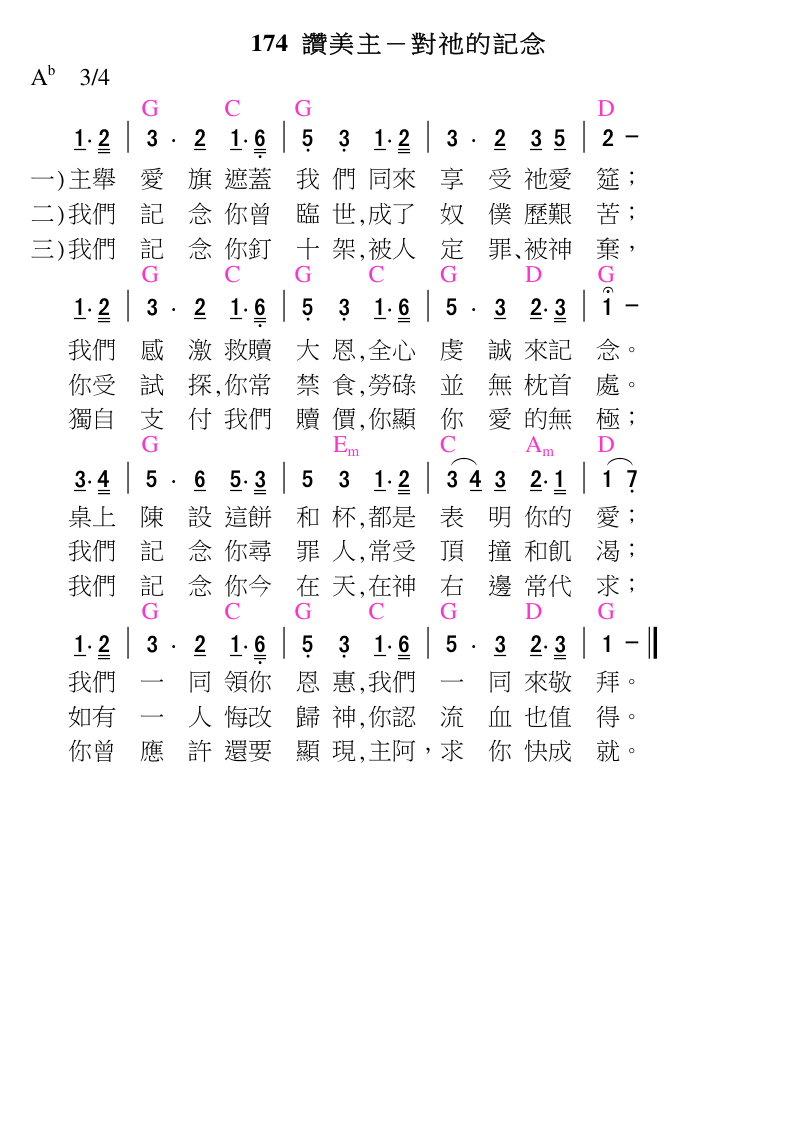 174 讚美主－對祂的記念
Ab 3/4
G C G D
1· 2 | 3 · 2 1· 6 | 5 3 1· 2 | 3 · 2 3 5 | 2 －
一)主舉 愛 旗 遮蓋 我 們 同來 享 受 祂愛 筵；
二)我們 記 念 你曾 臨 世,成了 奴 僕 歷艱 苦；
三)我們 記 念 你釘 十 架,被人 定 罪、被神 棄，
G C G C G D G
1· 2 | 3 · 2 1· 6 | 5 3 1· 6 | 5 · 3 2· 3 | 1 －
我們 感 激 救贖 大 恩,全心 虔 誠 來記 念。
你受 試 探,你常 禁 食,勞碌 並 無 枕首 處。
獨自 支 付 我們 贖 價,你顯 你 愛 的無 極；
G Em C Am D
3· 4 | 5 · 6 5· 3 | 5 3 1· 2 | 3 4 3 2· 1 | 1 7
桌上 陳 設 這餅 和 杯,都是 表 明 你的 愛；
我們 記 念 你尋 罪 人,常受 頂 撞 和飢 渴；
我們 記 念 你今 在 天,在神 右 邊 常代 求；
G C G C G D G
1· 2 | 3 · 2 1· 6 | 5 3 1· 6 | 5 · 3 2· 3 | 1 － ||
我們 一 同 領你 恩 惠,我們 一 同 來敬 拜。
如有 一 人 悔改 歸 神,你認 流 血 也值 得。
你曾 應 許 還要 顯 現,主阿，求 你 快成 就。